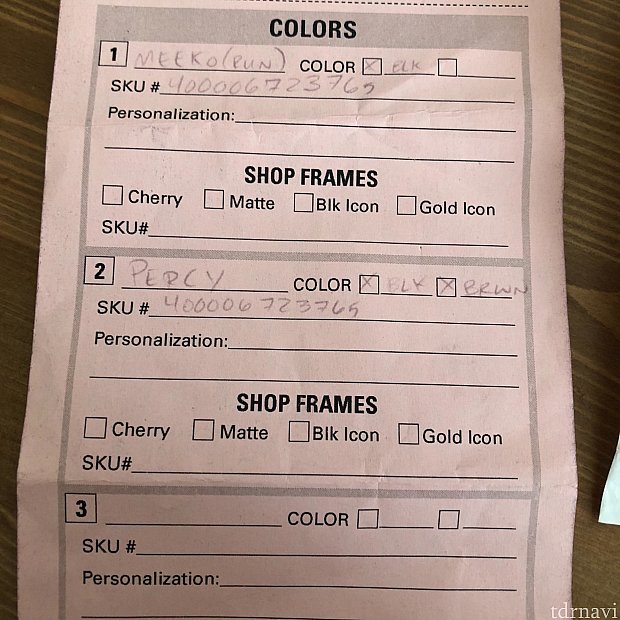 COLORS
1 MEEKO (RUN) COLOR BLK
SKU # 400006723765
Personalization:
SHOP FRAMES
Cherry Matte Blk Icon Gold Icon
SKU#
2 PERCY COLOR BLK BRWN
SKU # 400006723765
Personalization:
SHOP FRAMES
Cherry Matte Blk Icon Gold Icon
SKU#
3 COLOR
SKU #
Personalization:
tdrnavi